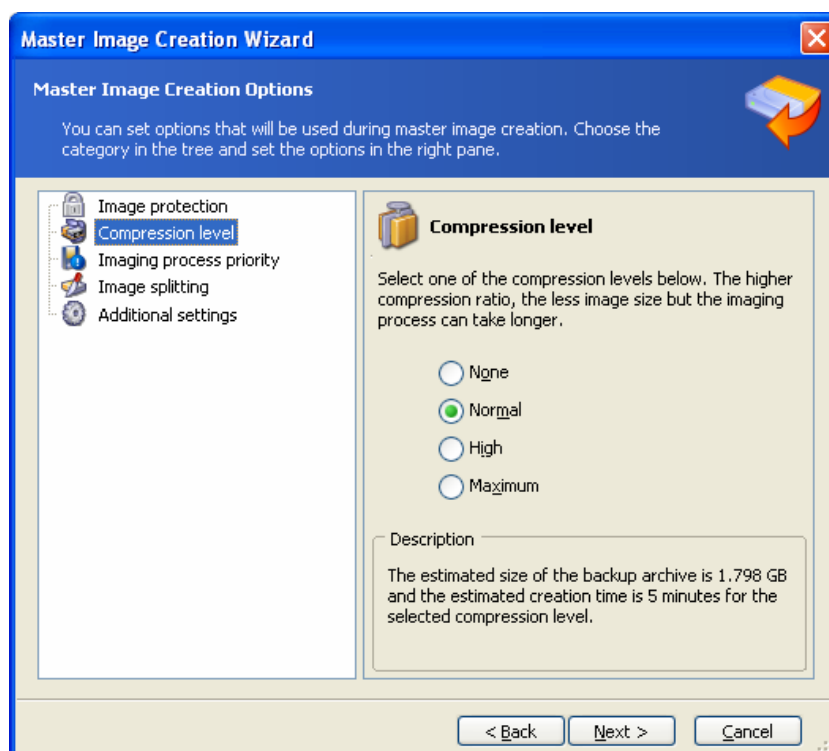 Master Image Creation Wizard
Master Image Creation Options
You can set options that will be used during master image creation. Choose the
category in the tree and set the options in the right pane.
Image protection
Compression level
Imaging process priority
Image splitting
Additional settings
Compression level
Select one of the compression levels below. The higher
compression ratio, the less image size but the imaging
process can take longer.
None
Normal
High
Maximum
Description
The estimated size of the backup archive is 1.798 GB
and the estimated creation time is 5 minutes for the
selected compression level.
< Back
Next >
Cancel